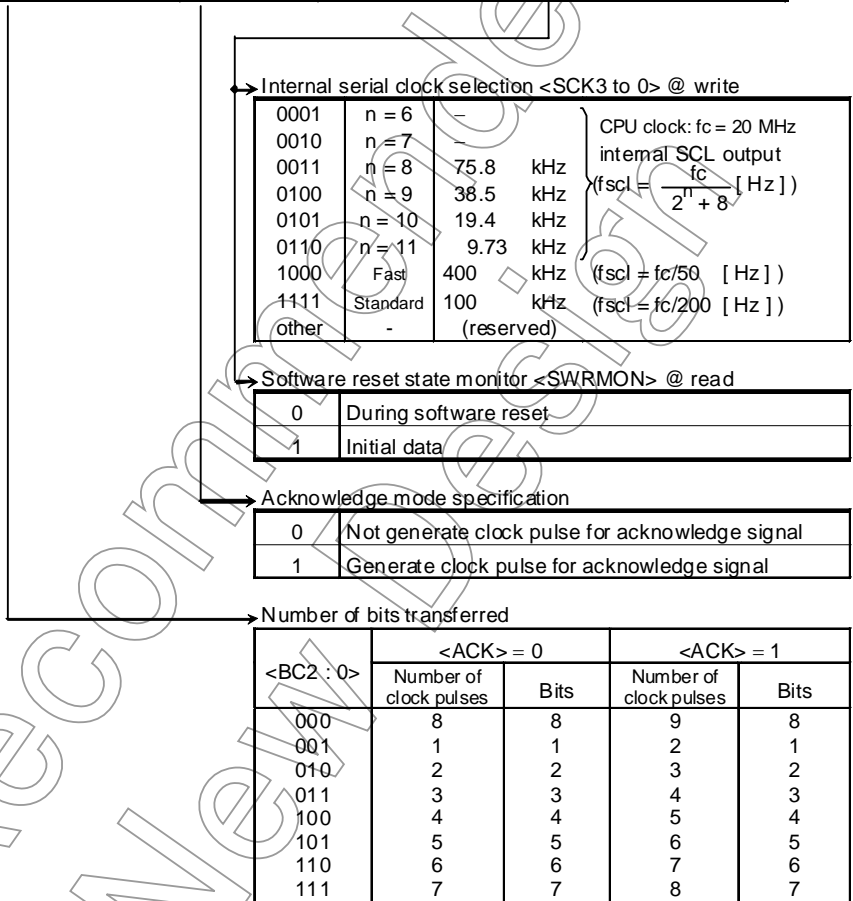 Internal serial clock selection <SCK3 to 0> @ write
0001 n = 6 −
0010 n = 7 −
0011 n = 8 75.8 kHz
0100 n = 9 38.5 kHz
0101 n = 10 19.4 kHz
0110 n = 11 9.73 kHz
1000 Fast 400 kHz (fscl = fc/50 [ Hz ] )
1111 Standard 100 kHz (fscl = fc/200 [ Hz ] )
other - (reserved)
CPU clock: fc = 20 MHz
internal SCL output
(fscl = fc / 2^n + 8 [ Hz ] )
Software reset state monitor <SWRMON> @ read
0 During software reset
1 Initial data
Acknowledge mode specification
0 Not generate clock pulse for acknowledge signal
1 Generate clock pulse for acknowledge signal
Number of bits transferred
<BC2 : 0> <ACK> = 0 <ACK> = 1
Number of clock pulses Bits Number of clock pulses Bits
000 8 8 9 8
001 1 1 2 1
010 2 2 3 2
011 3 3 4 3
100 4 4 5 4
101 5 5 6 5
110 6 6 7 6
111 7 7 8 7